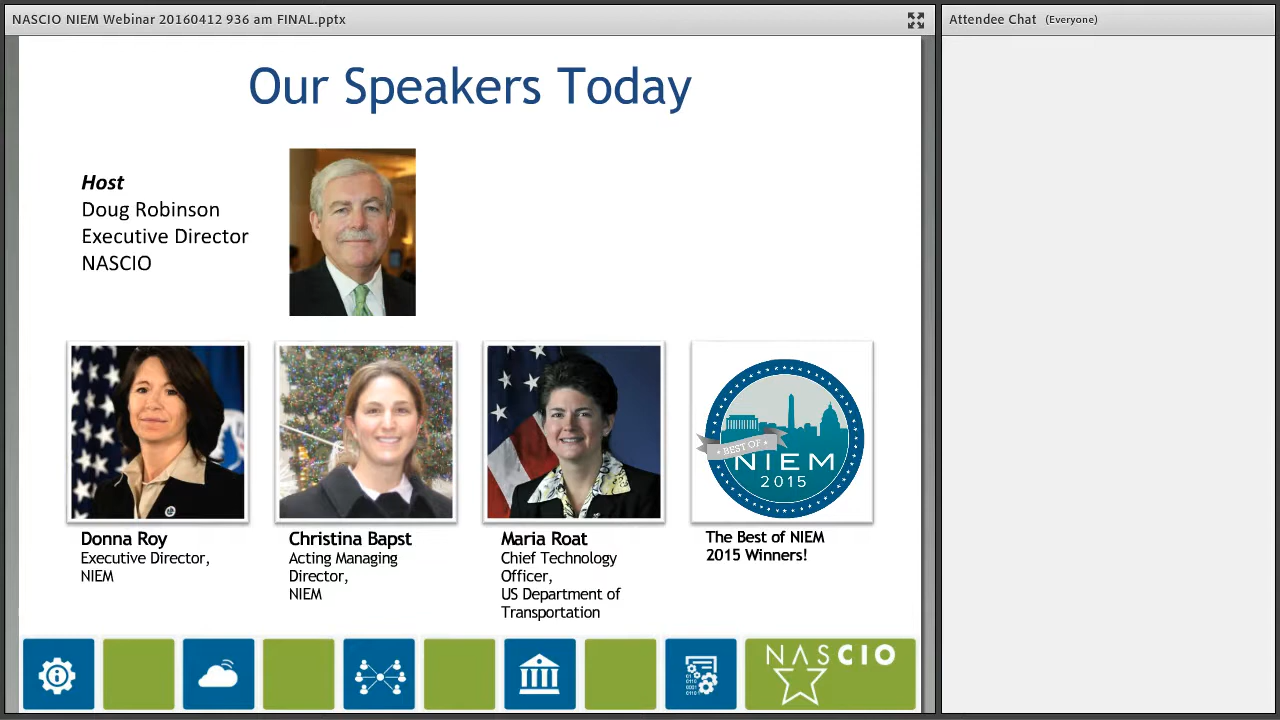 NASCIO NIEM Webinar 20160412 936 am FINAL.pptx
Attendee Chat (Everyone)
Our Speakers Today
Host
Doug Robinson
Executive Director
NASCIO
BEST OF
NIEM
2015
Donna Roy
Executive Director,
NIEM
Christina Bapst
Acting Managing
Director,
NIEM
Maria Roat
Chief Technology
Officer,
US Department of
Transportation
The Best of NIEM
2015 Winners!
NASCIO